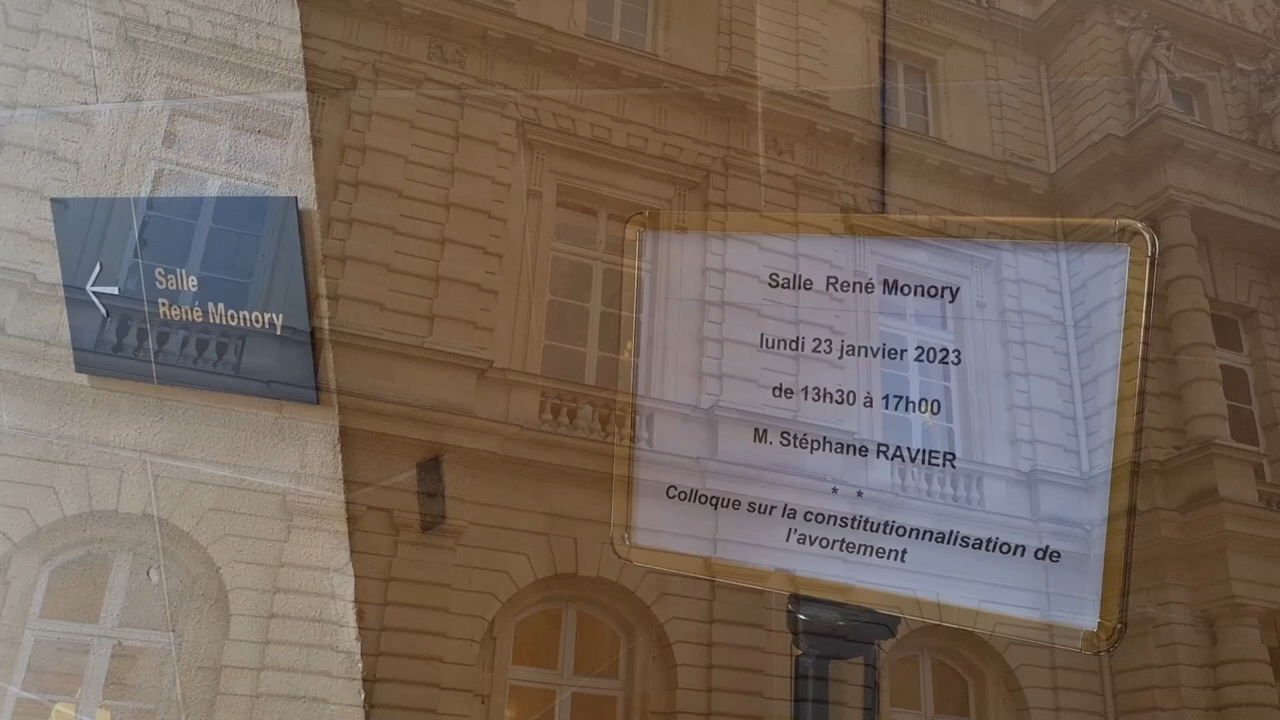 Salle
René Monory
Salle René Monory
lundi 23 janvier 2023
de 13h30 à 17h00
M. Stéphane RAVIER
* *
Colloque sur la constitutionnalisation de
l'avortement